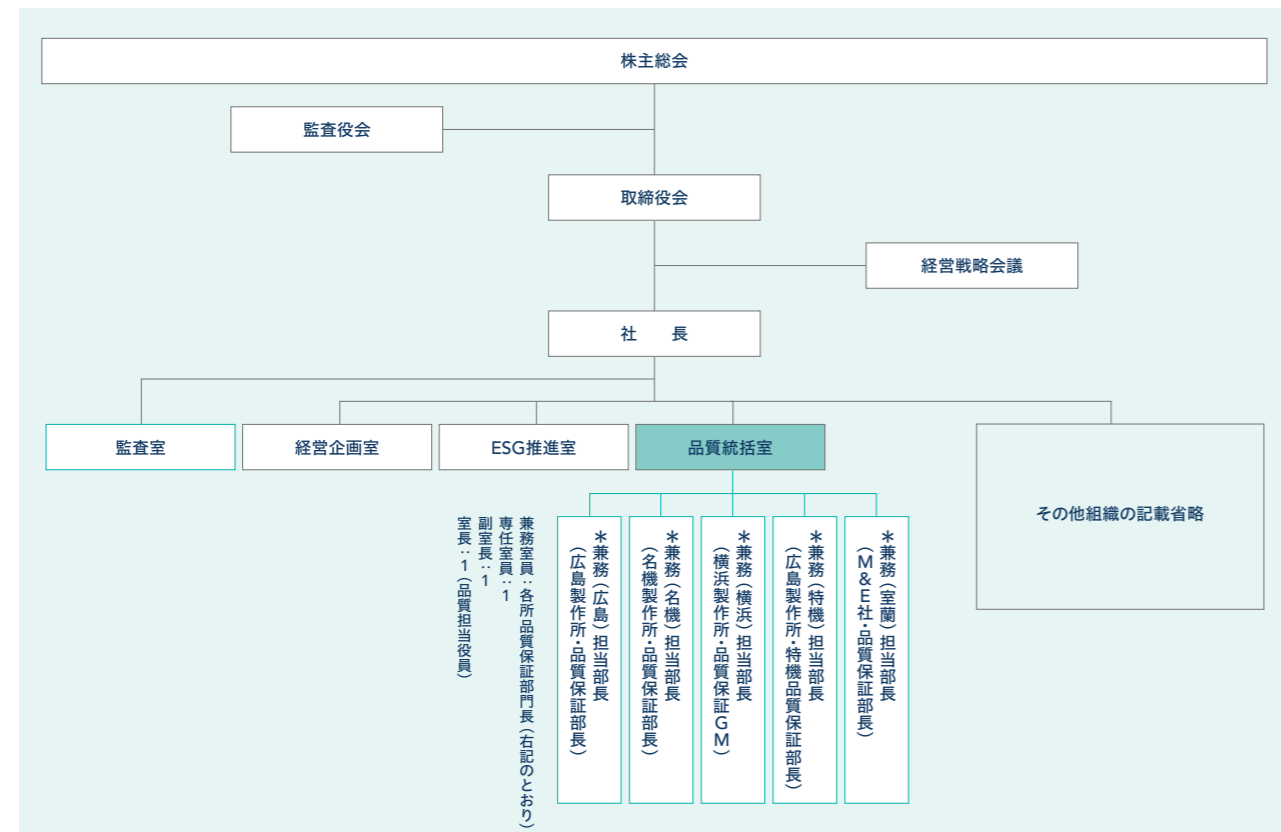 株主総会
監査役会
取締役会
経営戦略会議
社　　長
監査室
経営企画室
ESG推進室
品質統括室
その他組織の記載省略
室長：1（品質担当役員）
副室長：1
専任室員：1
兼務室員：各所品質保証部門長（右記のとおり）
＊兼務（広島）担当部長
（広島製作所・品質保証部長）
＊兼務（名機）担当部長
（名機製作所・品質保証部長）
＊兼務（横浜）担当部長
（横浜製作所・品質保証GM）
＊兼務（特機）担当部長
（広島製作所・特機品質保証部長）
＊兼務（室蘭）担当部長
（M&E社・品質保証部長）